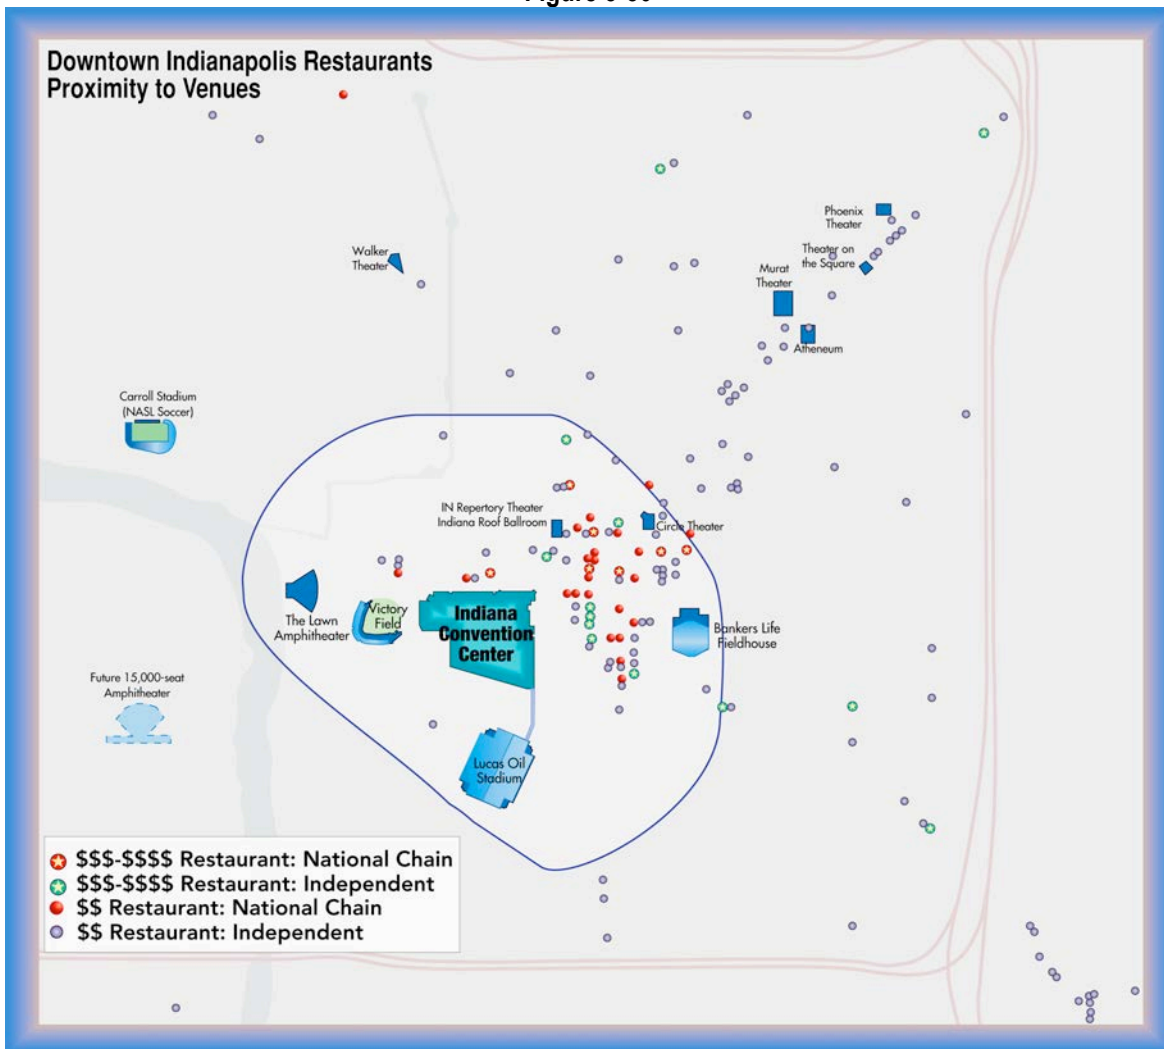 Downtown Indianapolis Restaurants
Proximity to Venues
Phoenix
Theater
Walker
Theater
Theater on
the Square
Murat
Theater
Atheneum
Carroll Stadium
(NASL Soccer)
IN Repertory Theater
Indiana Roof Ballroom
Circle Theater
The Lawn
Amphitheater
Victory
Field
Indiana
Convention
Center
Bankers Life
Fieldhouse
Future 15,000-seat
Amphitheater
Lucas Oil
Stadium
$$$-$$$$ Restaurant: National Chain
$$$-$$$$ Restaurant: Independent
$$ Restaurant: National Chain
$$ Restaurant: Independent